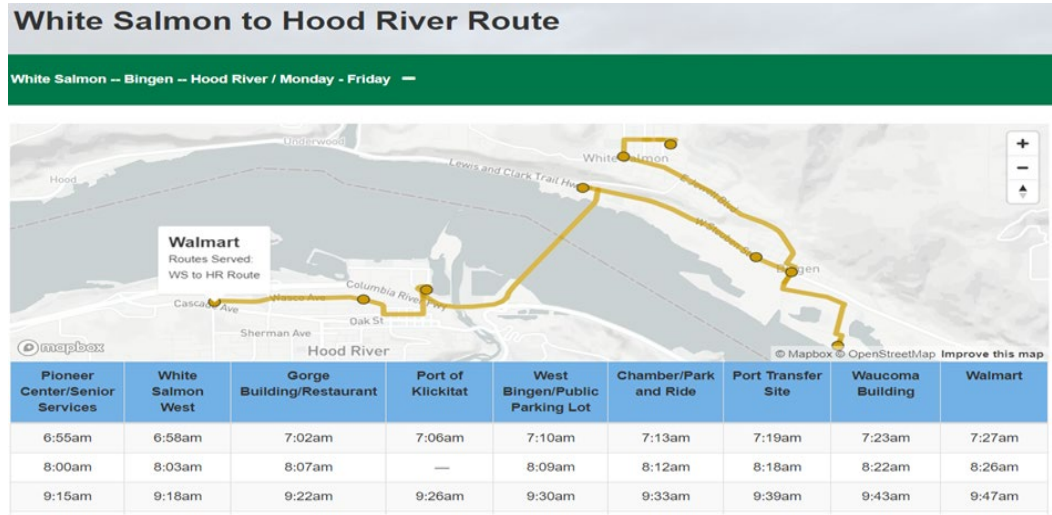 White Salmon to Hood River Route
White Salmon -- Bingen -- Hood River / Monday - Friday
Underwood
Hood
White Salmon
Lewis and Clark Trail Hwy
E Jewett Blvd
W Steuben St
Bingen
Walmart
Routes Served:
WS to HR Route
Cascade Ave
Wasco Ave
Columbia River Hwy
Oak St
Sherman Ave
Hood River
mapbox
© Mapbox © OpenStreetMap Improve this map
Pioneer Center/Senior Services White Salmon West Gorge Building/Restaurant Port of Klickitat West Bingen/Public Parking Lot Chamber/Park and Ride Port Transfer Site Waucoma Building Walmart
6:55am 6:58am 7:02am 7:06am 7:10am 7:13am 7:19am 7:23am 7:27am
8:00am 8:03am 8:07am — 8:09am 8:12am 8:18am 8:22am 8:26am
9:15am 9:18am 9:22am 9:26am 9:30am 9:33am 9:39am 9:43am 9:47am